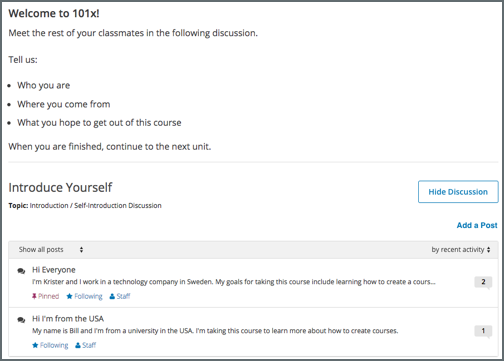 Welcome to 101x!
Meet the rest of your classmates in the following discussion.
Tell us:
• Who you are
• Where you come from
• What you hope to get out of this course
When you are finished, continue to the next unit.
Introduce Yourself
Hide Discussion
Topic: Introduction / Self-Introduction Discussion
Add a Post
Show all posts
by recent activity
Hi Everyone
I'm Krister and I work in a technology company in Sweden. My goals for taking this course include learning how to create a cours...
2
Pinned Following Staff
Hi I'm from the USA
My name is Bill and I'm from a university in the USA. I'm taking this course to learn more about how to create courses.
1
Following Staff